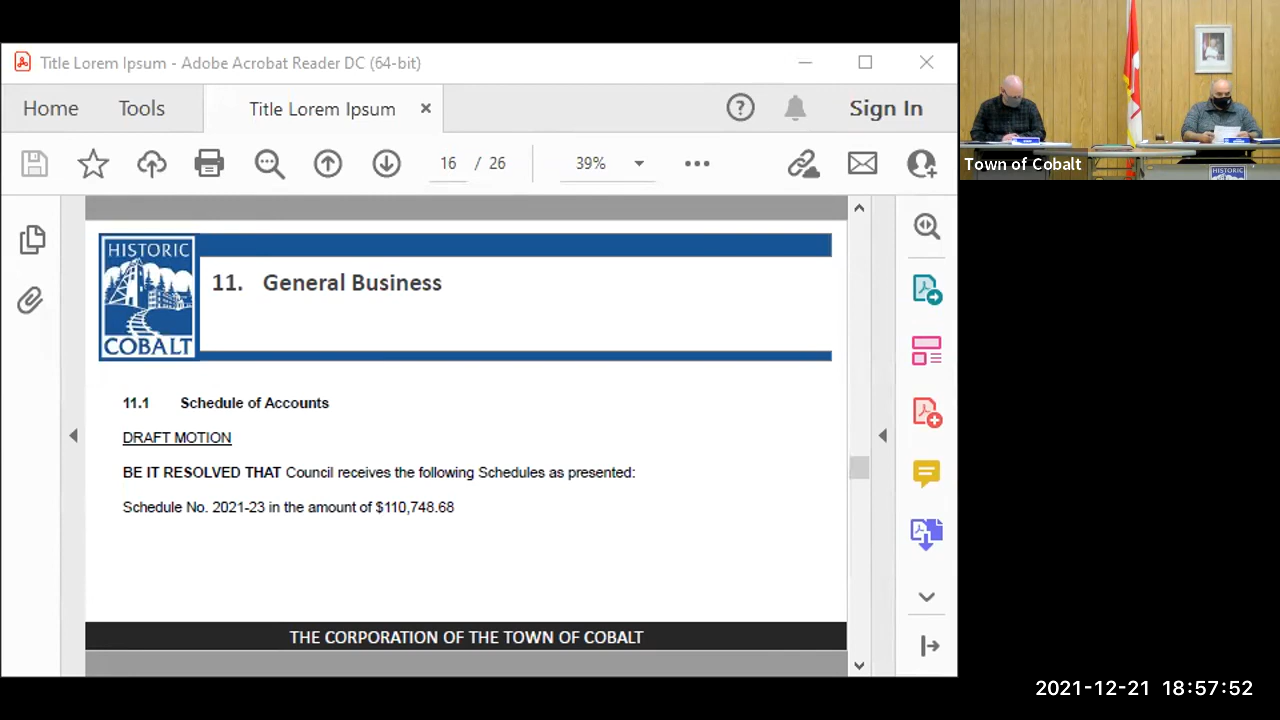 Title Lorem Ipsum - Adobe Acrobat Reader DC (64-bit)
Home
Tools
Title Lorem Ipsum
Sign In
16 / 26
39%
HISTORIC
COBALT
11. General Business
11.1 Schedule of Accounts
DRAFT MOTION
BE IT RESOLVED THAT Council receives the following Schedules as presented:
Schedule No. 2021-23 in the amount of $110,748.68
THE CORPORATION OF THE TOWN OF COBALT
Town of Cobalt
HISTORIC
2021-12-21 18:57:52